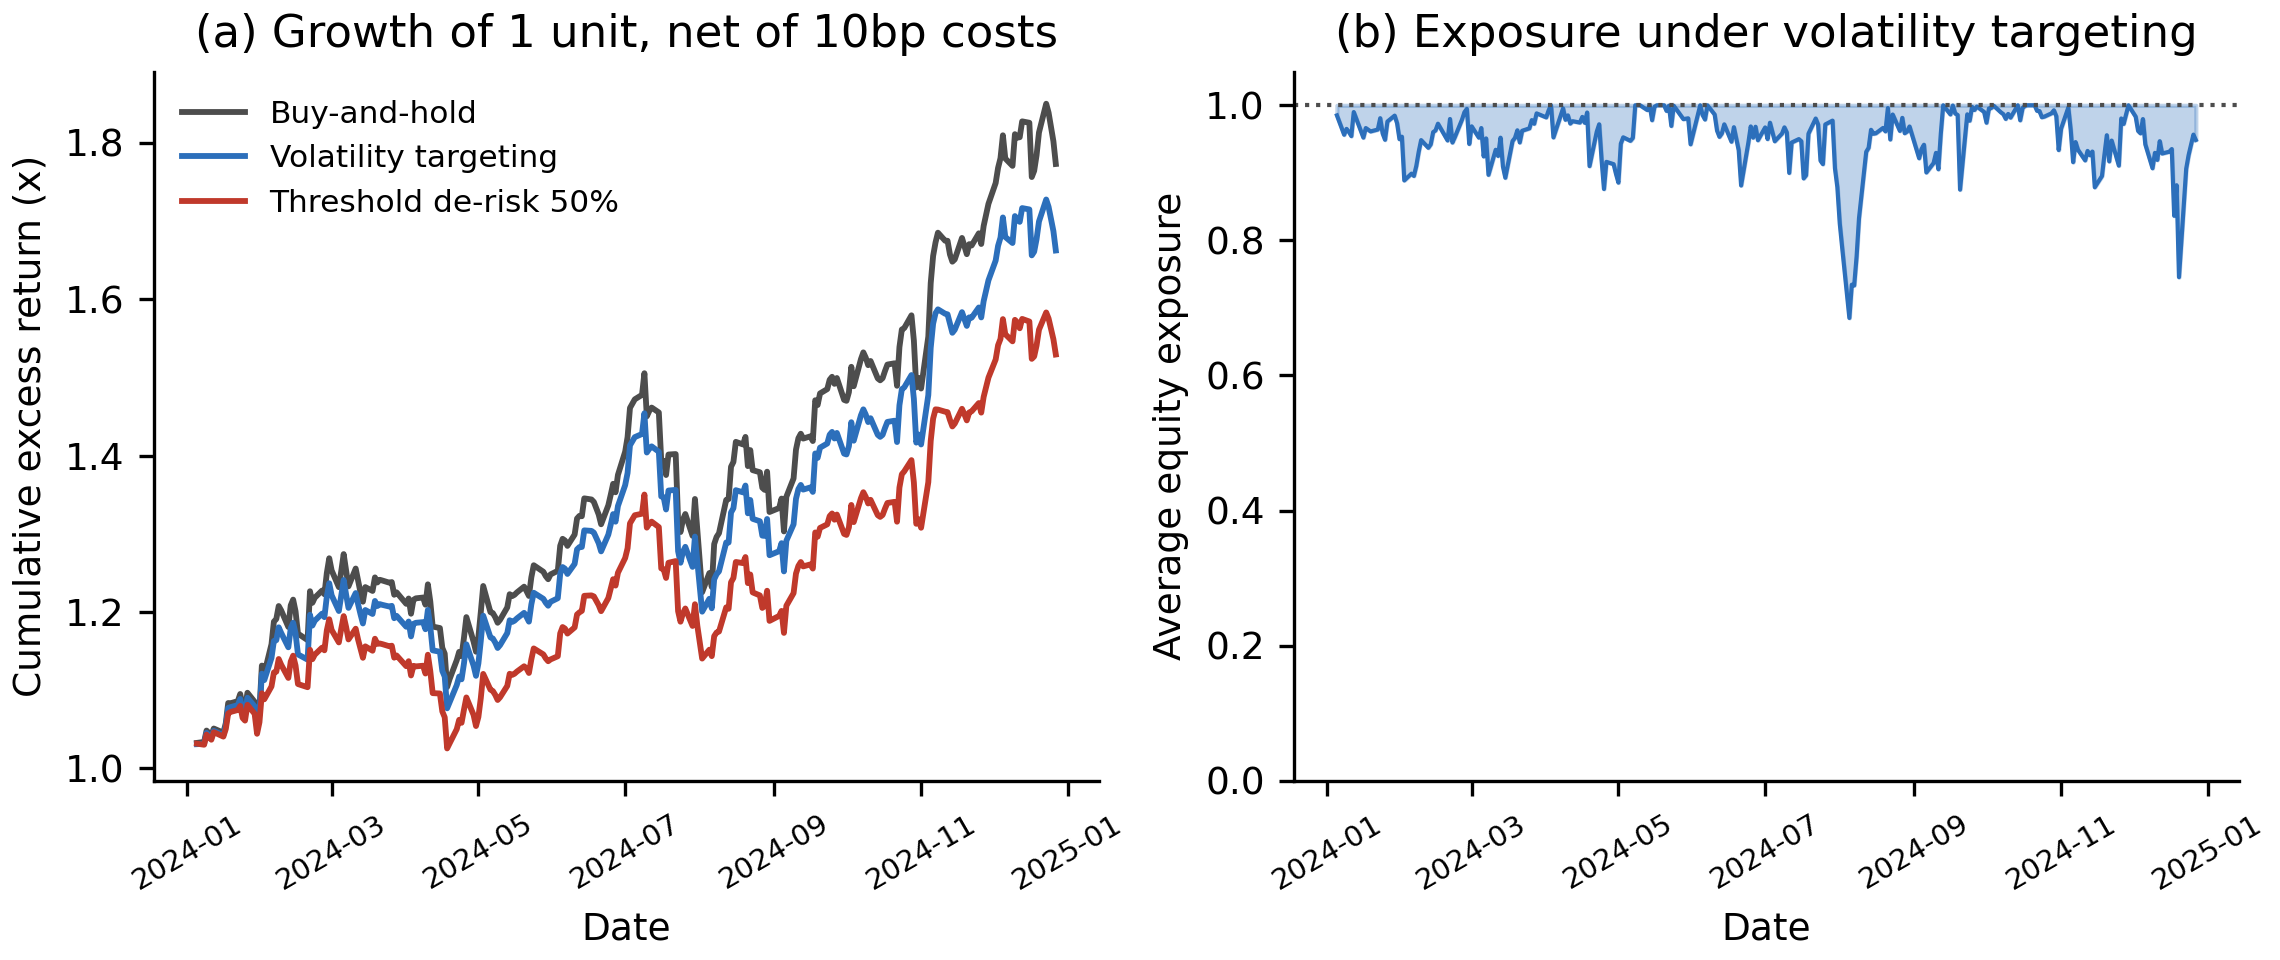 (a) Growth of 1 unit, net of 10bp costs
Cumulative excess return (x)
1.8
1.6
1.4
1.2
1.0
Buy-and-hold
Volatility targeting
Threshold de-risk 50%
2024-01
2024-03
2024-05
2024-07
2024-09
2024-11
2025-01
Date
(b) Exposure under volatility targeting
Average equity exposure
1.0
0.8
0.6
0.4
0.2
0.0
2024-01
2024-03
2024-05
2024-07
2024-09
2024-11
2025-01
Date